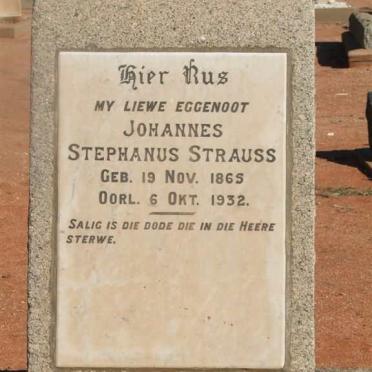 Hier Rus
MY LIEWE EGGENOOT
JOHANNES
STEPHANUS STRAUSS
GEB. 19 NOV. 1865
OORL. 6 OKT. 1932.
SALIG IS DIE DODE DIE IN DIE HEERE
STERWE.